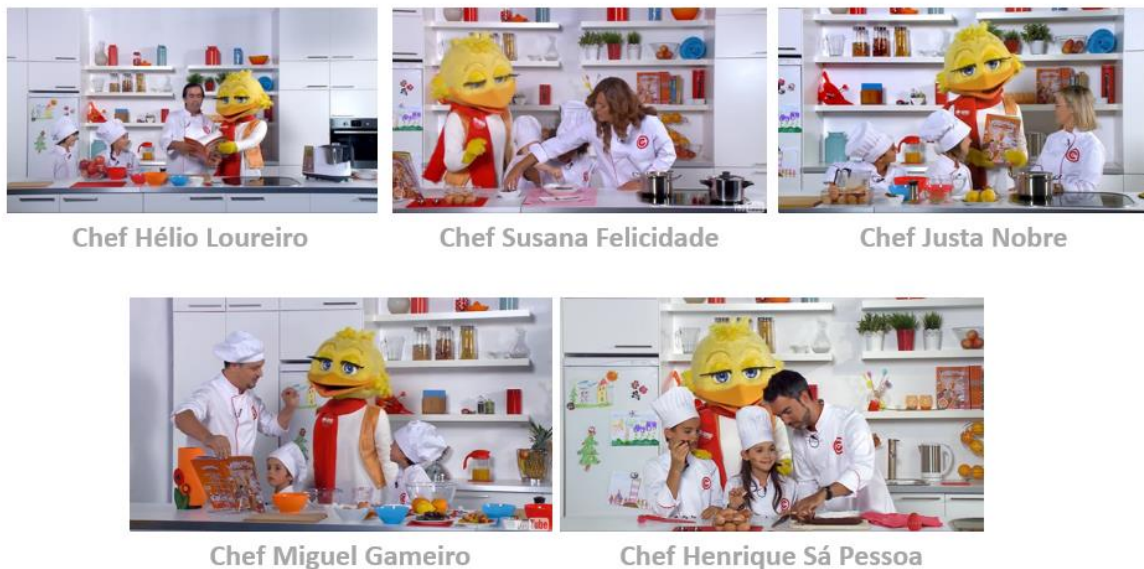 Chef Hélio Loureiro
Chef Susana Felicidade
Chef Justa Nobre
Chef Miguel Gameiro
Chef Henrique Sá Pessoa